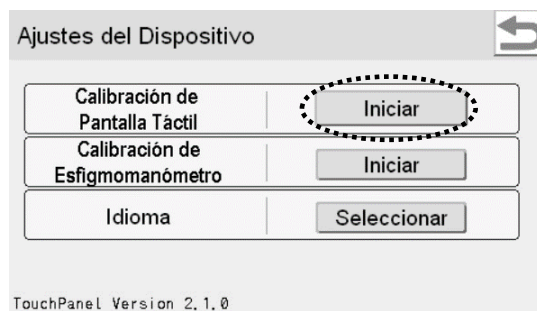 Ajustes del Dispositivo
Calibración de
Pantalla Táctil
Iniciar
Calibración de
Esfigmomanómetro
Iniciar
Idioma
Seleccionar
TouchPanel Version 2.1.0